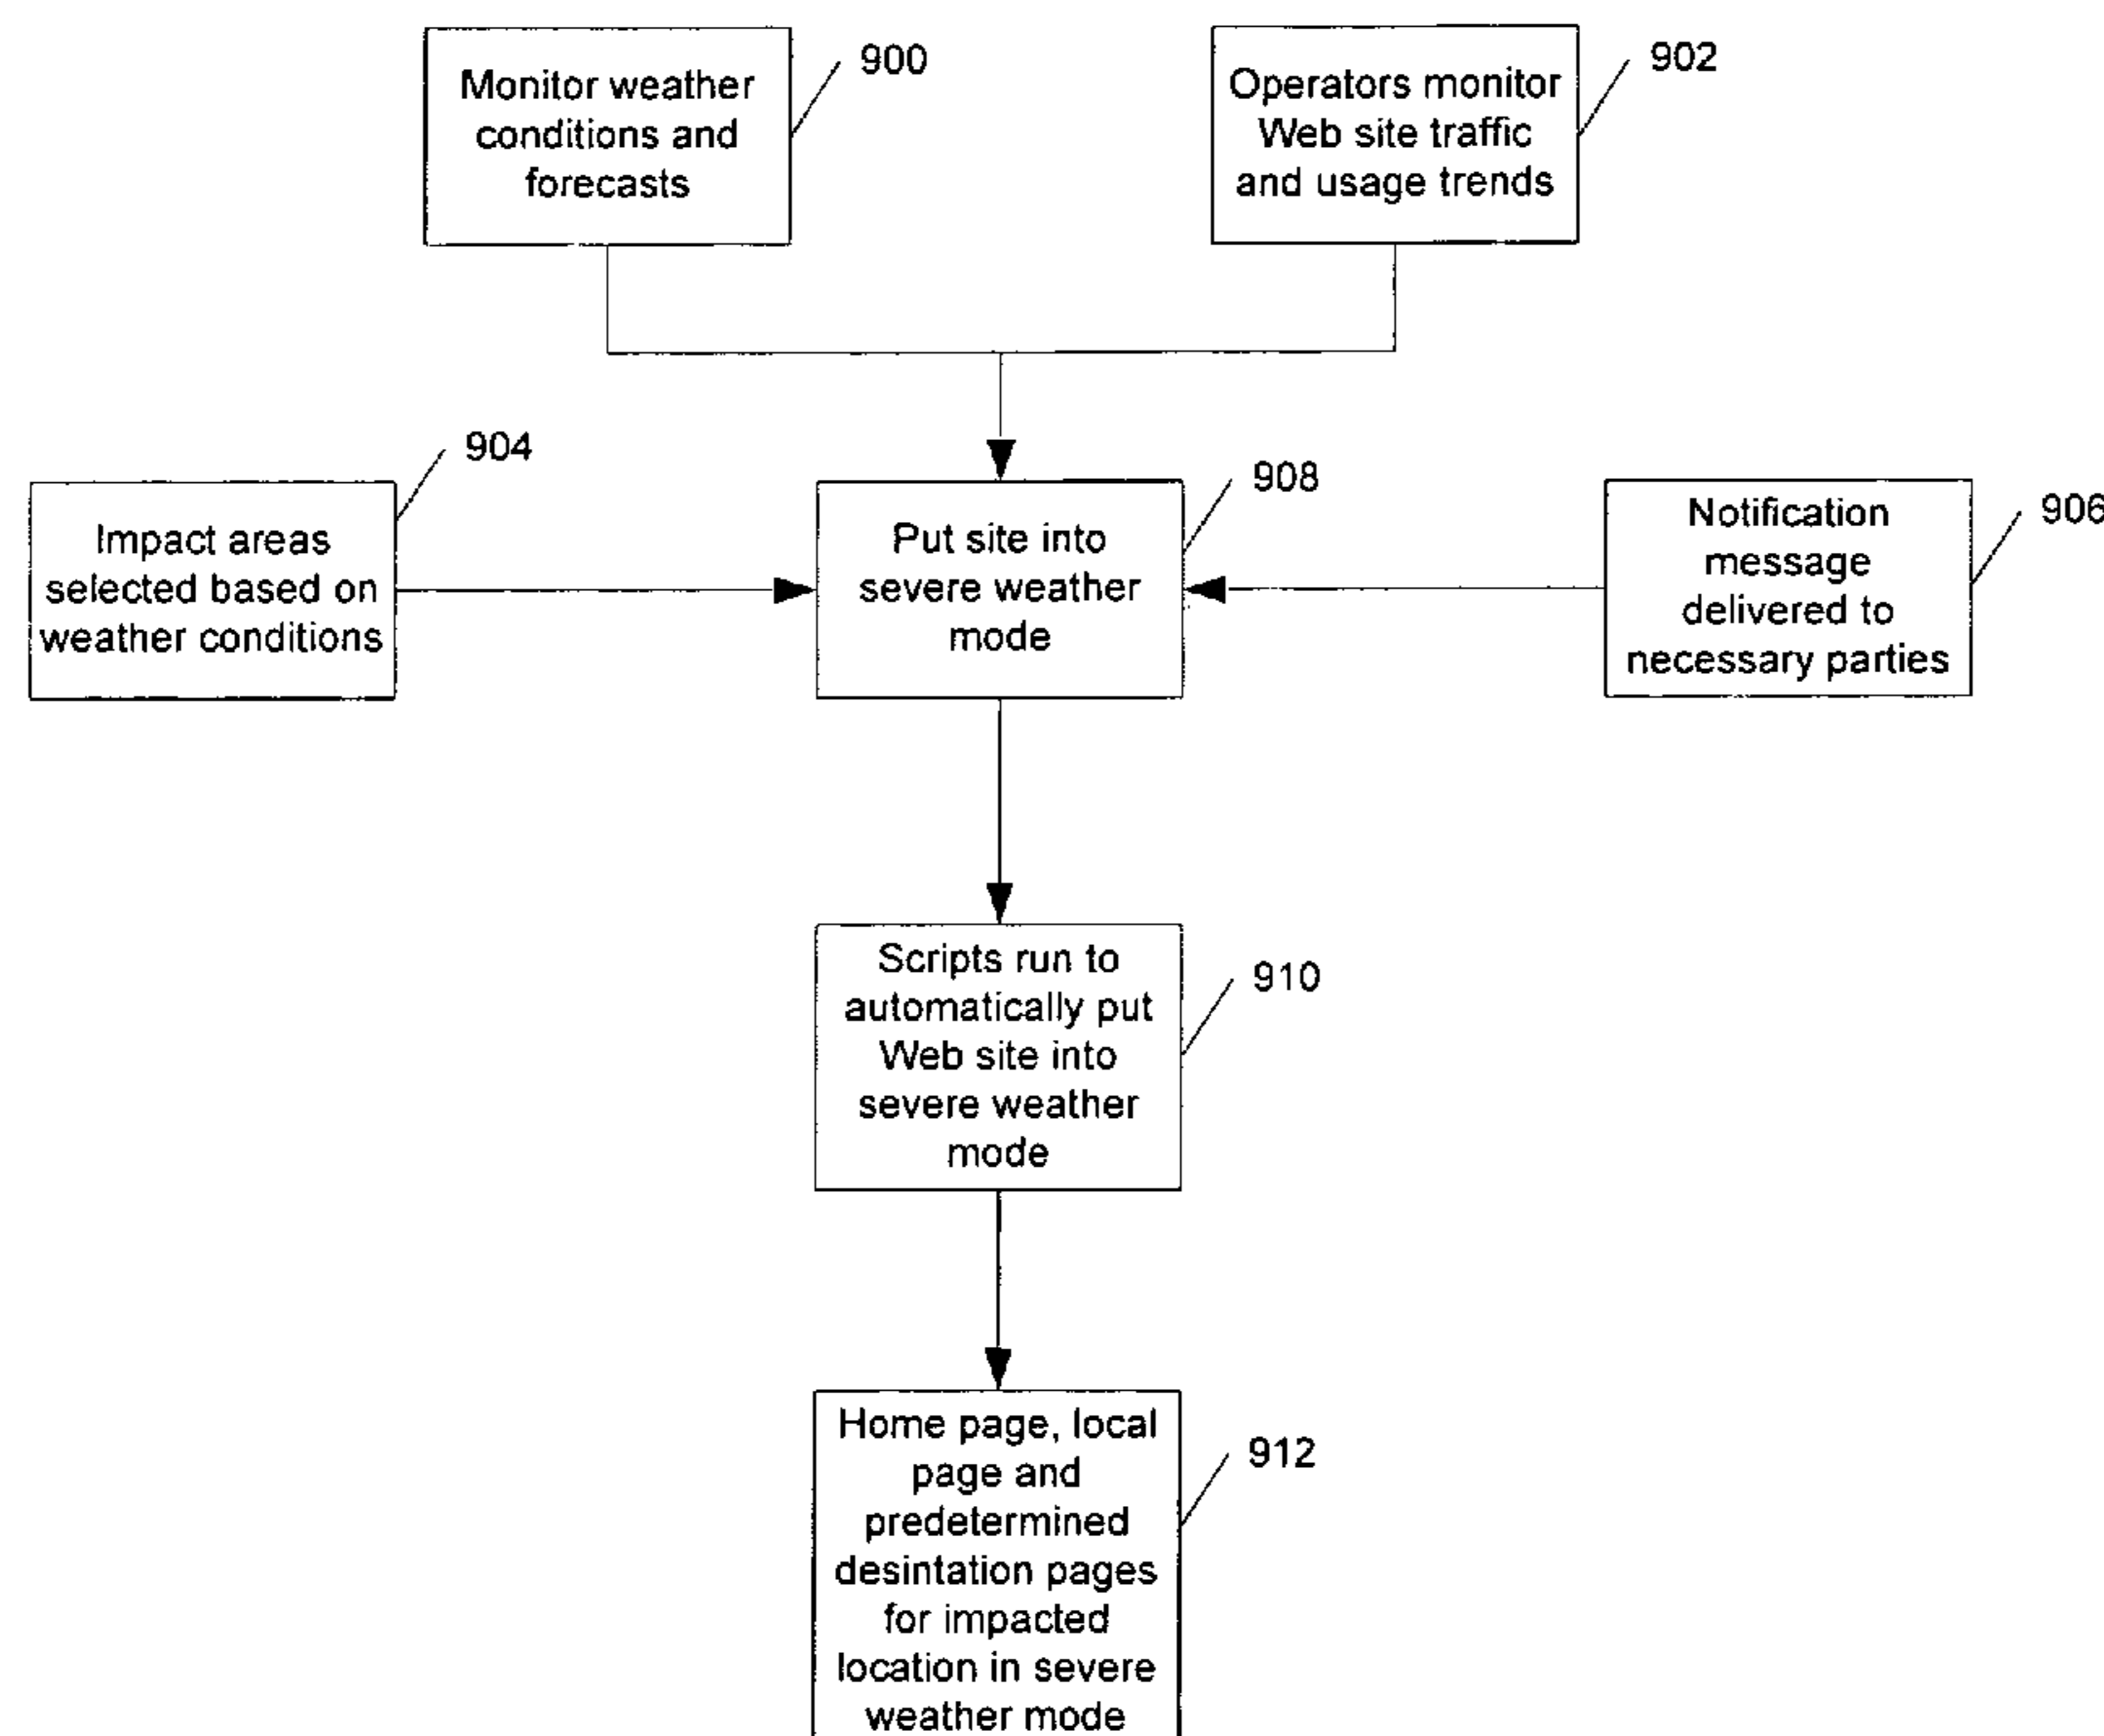 Monitor weather
conditions and
forecasts
900
Operators monitor
Web site traffic
and usage trends
902
Impact areas
selected based on
weather conditions
904
Put site into
severe weather
mode
908
Notification
message
delivered to
necessary parties
906
Scripts run to
automatically put
Web site into
severe weather
mode
910
Home page, local
page and
predetermined
desintation pages
for impacted
location in severe
weather mode
912